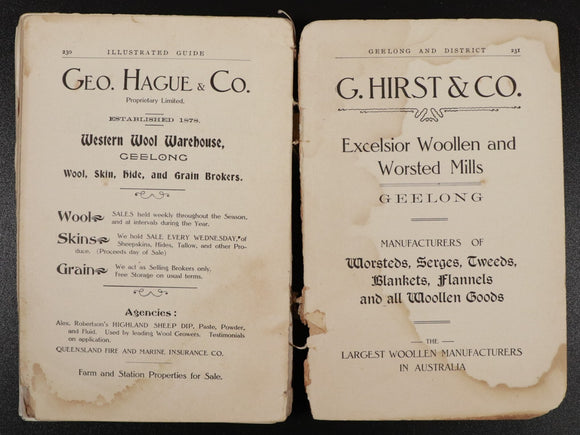 230 ILLUSTRATED GUIDE
GEO. HAGUE & CO.
Proprietary Limited.
ESTABLISHED 1878.
Western Wool Warehouse,
GEELONG
Wool, Skin, Hide, and Grain Brokers.
Wool SALES held weekly throughout the Season,
and at intervals during the Year.
Skins We hold SALE EVERY WEDNESDAY, of
Sheepskins, Hides, Tallow, and other Pro-
duce. (Proceeds day of Sale)
Grain We act as Selling Brokers only.
Free Storage on usual terms.
Agencies:
Alex. Robertson's HIGHLAND SHEEP DIP, Paste, Powder,
and Fluid. Used by leading Wool Growers. Testimonials
on application.
QUEENSLAND FIRE AND MARINE INSURANCE CO.
Farm and Station Properties for Sale.
GEELONG AND DISTRICT 231
G. HIRST & CO.
Excelsior Woollen and
Worsted Mills
GEELONG
MANUFACTURERS OF
Worsteds, Serges, Tweeds,
Blankets, Flannels
and all Woollen Goods
THE
LARGEST WOOLLEN MANUFACTURERS
IN AUSTRALIA